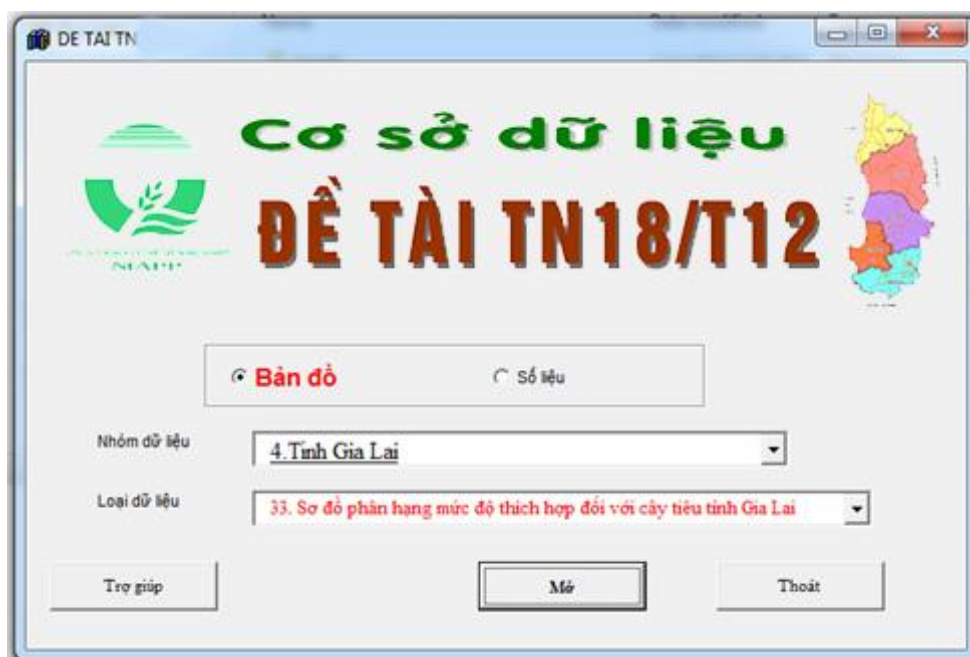 DE TAI TN
Cơ sở dữ liệu
ĐỀ TÀI TN18/T12
NIAPP
Bản đồ
Số liệu
Nhóm dữ liệu
4.Tỉnh Gia Lai
Loại dữ liệu
33. Sơ đồ phân hạng mức độ thích hợp đối với cây tiêu tỉnh Gia Lai
Trợ giúp
Mở
Thoát